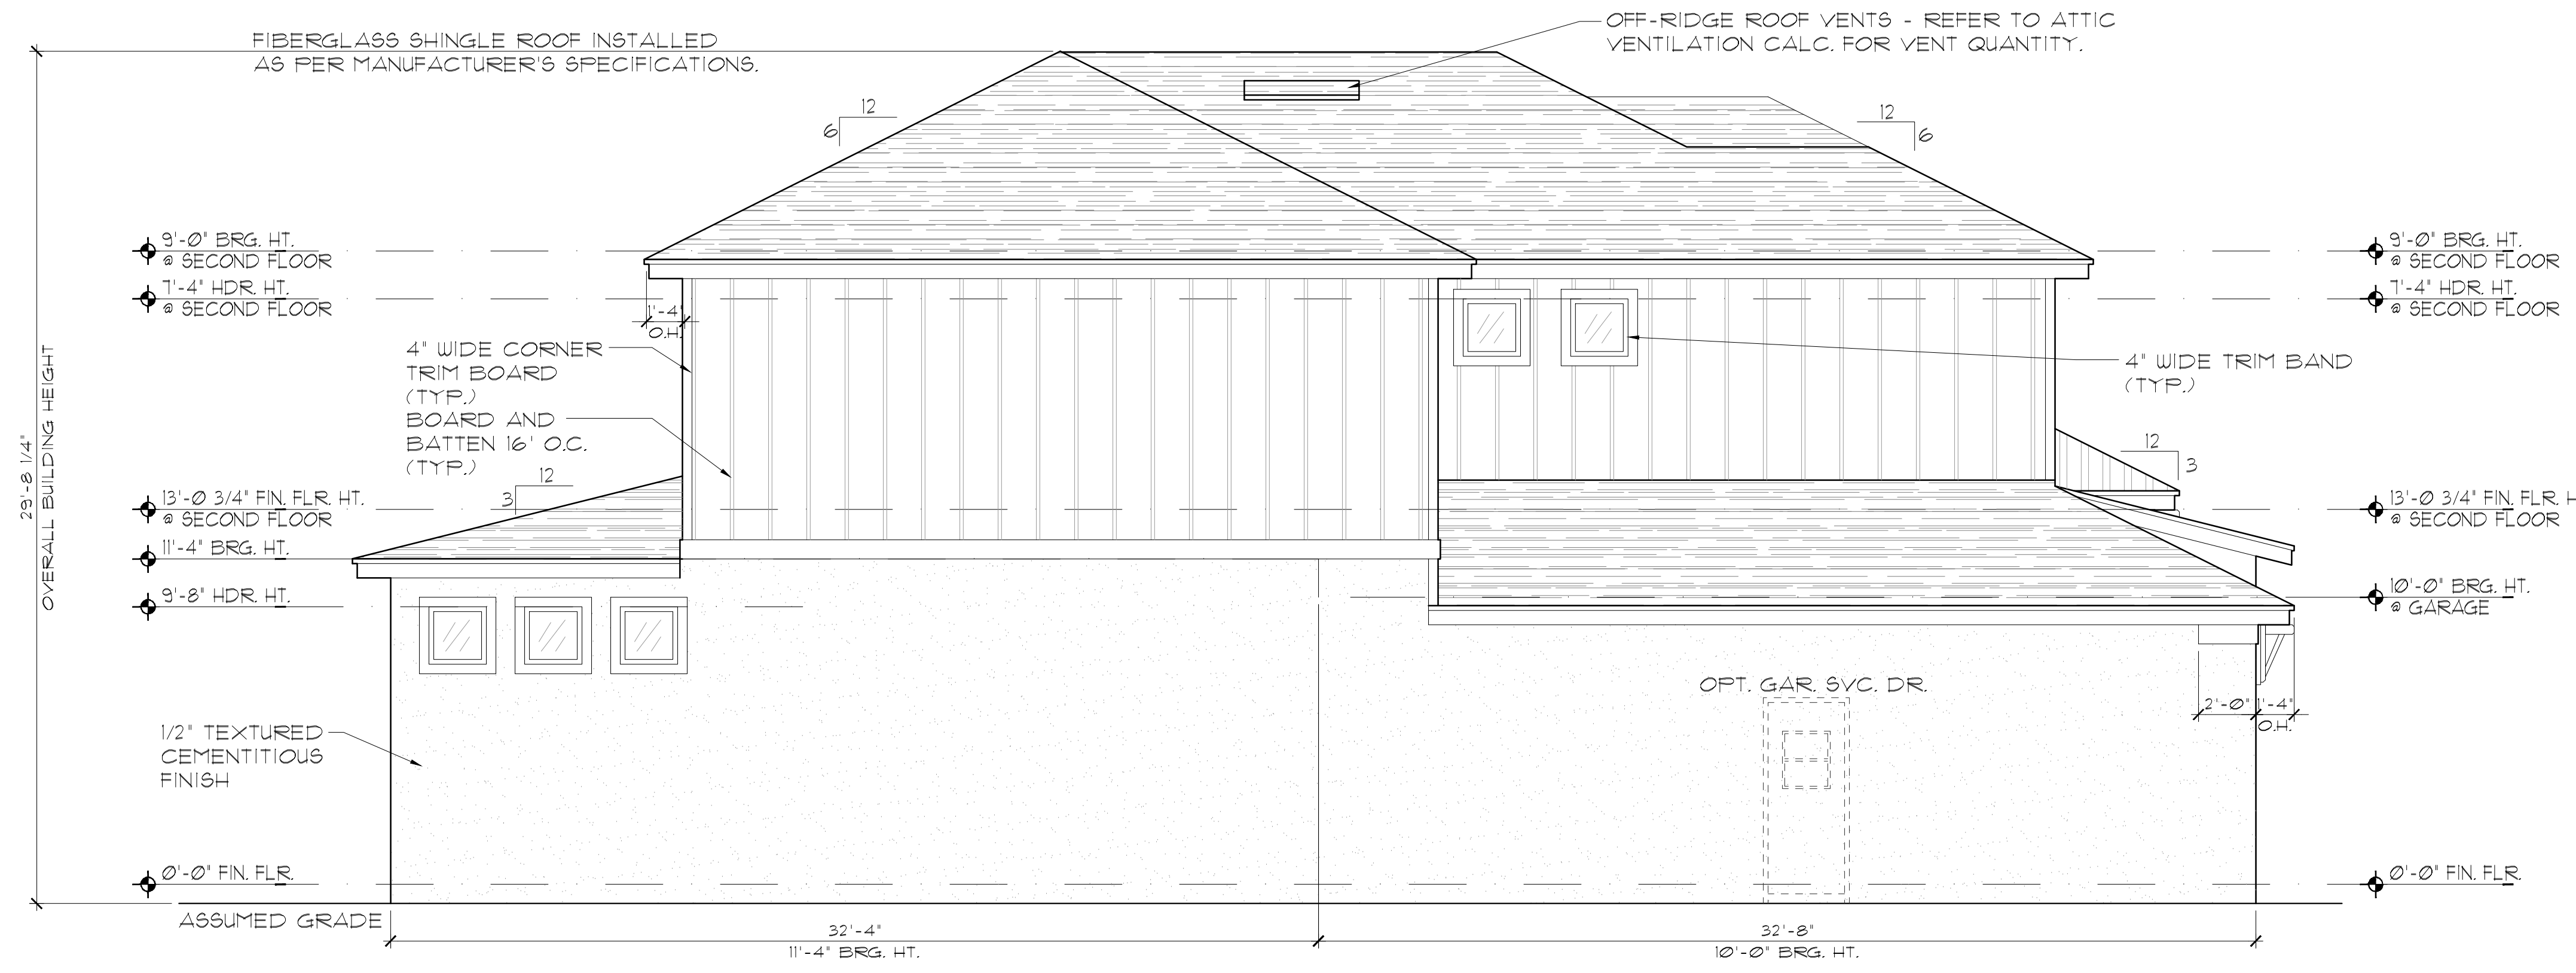 FIBERGLASS SHINGLE ROOF INSTALLED
AS PER MANUFACTURER'S SPECIFICATIONS.
OFF-RIDGE ROOF VENTS - REFER TO ATTIC
VENTILATION CALC. FOR VENT QUANTITY.
12
6
12
6
9'-0" BRG. HT.
@ SECOND FLOOR
7'-4" HDR. HT.
@ SECOND FLOOR
9'-0" BRG. HT.
@ SECOND FLOOR
7'-4" HDR. HT.
@ SECOND FLOOR
1'-4"
O.H.
4" WIDE CORNER
TRIM BOARD
(TYP.)
BOARD AND
BATTEN 16' O.C.
(TYP.)
4" WIDE TRIM BAND
(TYP.)
29'-8 1/4"
OVERALL BUILDING HEIGHT
12
3
12
3
13'-0 3/4" FIN. FLR. HT.
@ SECOND FLOOR
11'-4" BRG. HT.
9'-8" HDR. HT.
13'-0 3/4" FIN. FLR. H
@ SECOND FLOOR
10'-0" BRG. HT.
@ GARAGE
OPT. GAR. SVC. DR.
2'-0" 1'-4"
O.H.
1/2" TEXTURED
CEMENTITIOUS
FINISH
0'-0" FIN. FLR.
0'-0" FIN. FLR.
ASSUMED GRADE
32'-4"
11'-4" BRG. HT.
32'-8"
10'-0" BRG. HT.